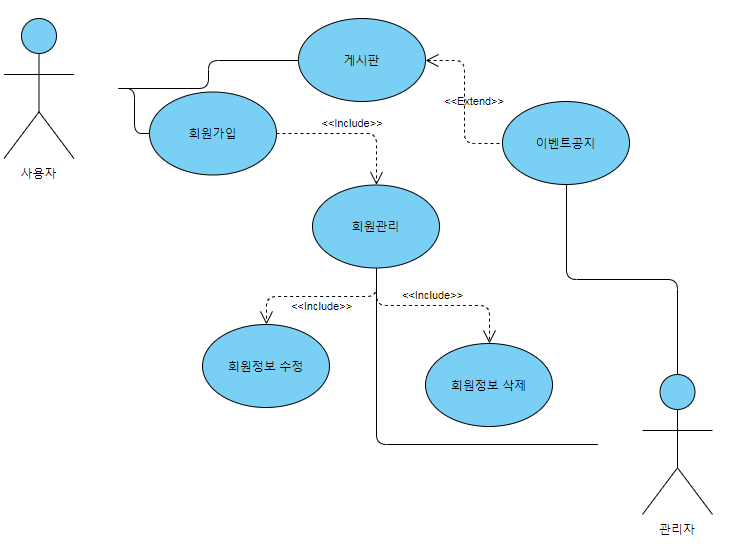 게시판
<<Extend>>
<<Include>>
회원가입
이벤트공지
사용자
회원관리
<<Include>>
<<Include>>
회원정보 수정
회원정보 삭제
관리자